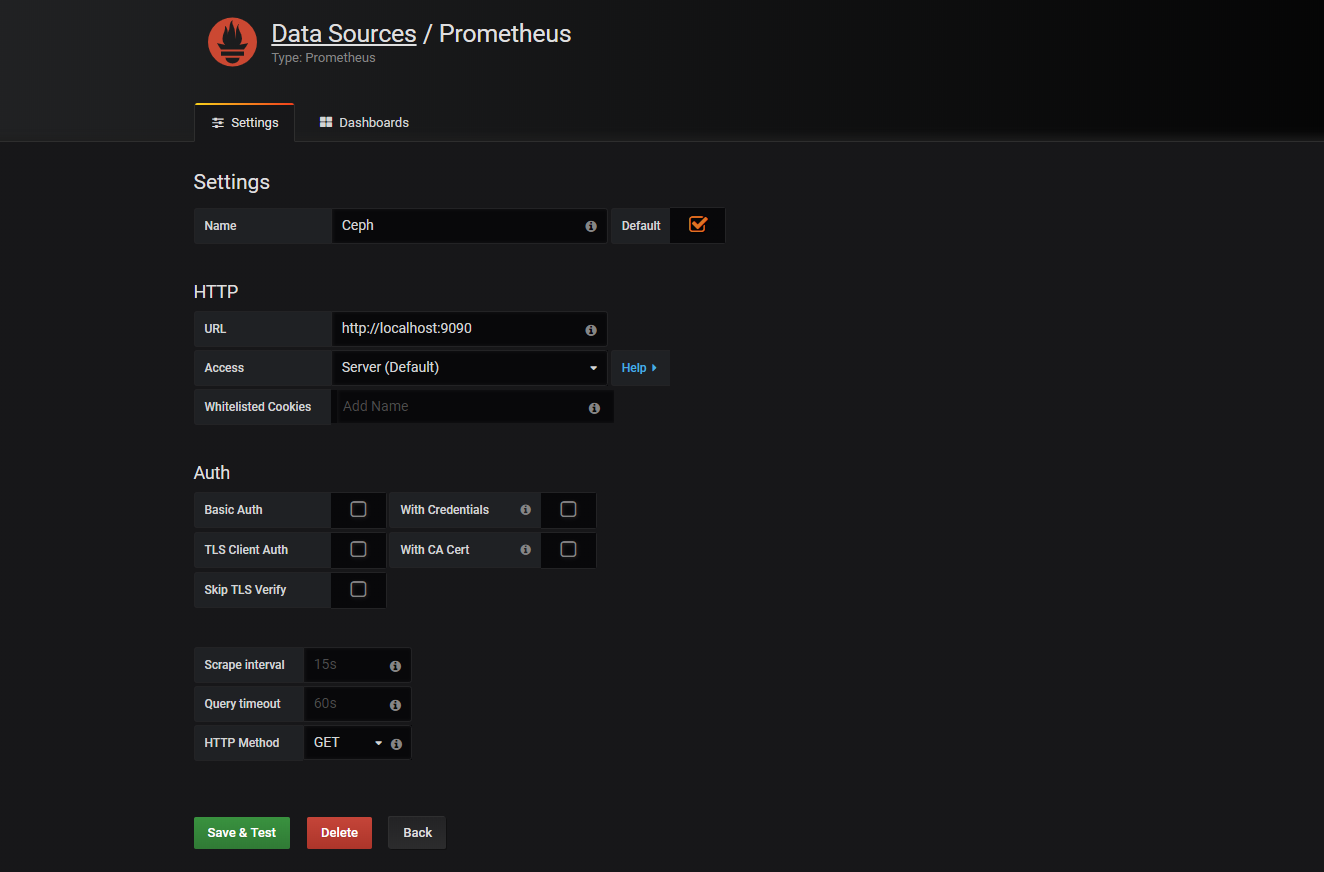 Data Sources / Prometheus
Type: Prometheus
Settings Dashboards
Settings
Name Ceph Default
HTTP
URL http://localhost:9090
Access Server (Default) Help
Whitelisted Cookies Add Name
Auth
Basic Auth With Credentials
TLS Client Auth With CA Cert
Skip TLS Verify
Scrape interval 15s
Query timeout 60s
HTTP Method GET
Save & Test Delete Back